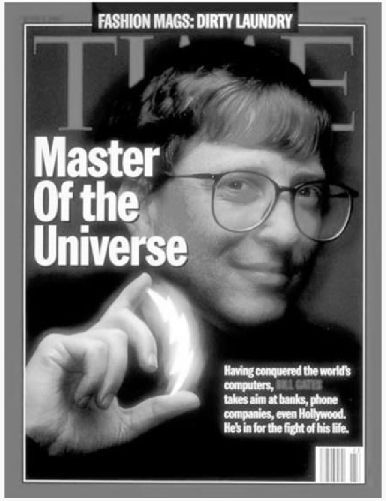 FASHION MAGS: DIRTY LAUNDRY
TIME
Master
Of the
Universe
Having conquered the world's
computers, BILL GATES
takes aim at banks, phone
companies, even Hollywood.
He's in for the fight of his life.